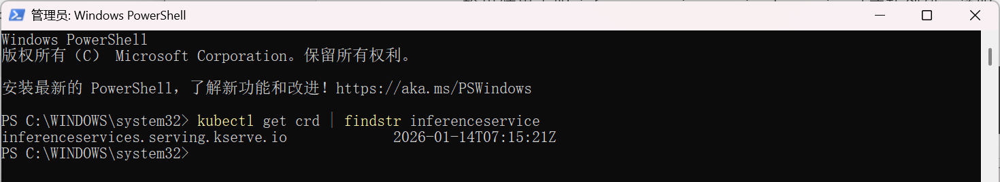 管理员: Windows PowerShell
Windows PowerShell
版权所有（C） Microsoft Corporation。保留所有权利。
安装最新的 PowerShell，了解新功能和改进！https://aka.ms/PSWindows
PS C:\WINDOWS\system32> kubectl get crd | findstr inferenceservice
inferenceservices.serving.kserve.io             2026-01-14T07:15:21Z
PS C:\WINDOWS\system32>